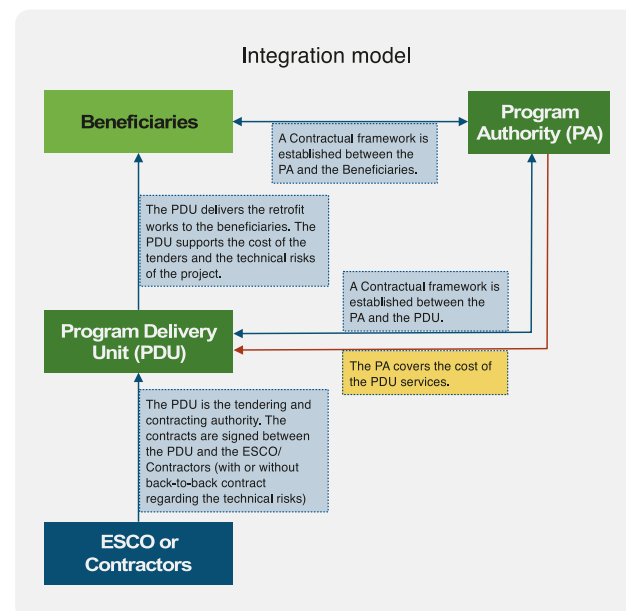 Integration model
Beneficiaries
Program
Authority (PA)
A Contractual framework is
established between the
PA and the Beneficiaries.
The PDU delivers the retrofit
works to the beneficiaries. The
PDU supports the cost of the
tenders and the technical risks
of the project.
A Contractual framework is
established between the
PA and the PDU.
Program Delivery
Unit (PDU)
The PA covers the cost of
the PDU services.
The PDU is the tendering and
contracting authority. The
contracts are signed between
the PDU and the ESCO/
Contractors (with or without
back-to-back contract
regarding the technical risks)
ESCO or
Contractors